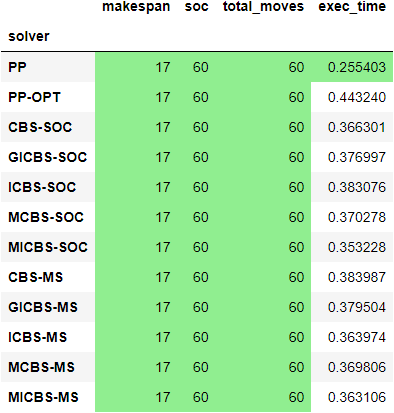 makespan soc total_moves exec_time
solver
PP 17 60 60 0.255403
PP-OPT 17 60 60 0.443240
CBS-SOC 17 60 60 0.366301
GICBS-SOC 17 60 60 0.376997
ICBS-SOC 17 60 60 0.383076
MCBS-SOC 17 60 60 0.370278
MICBS-SOC 17 60 60 0.353228
CBS-MS 17 60 60 0.383987
GICBS-MS 17 60 60 0.379504
ICBS-MS 17 60 60 0.363974
MCBS-MS 17 60 60 0.369806
MICBS-MS 17 60 60 0.363106